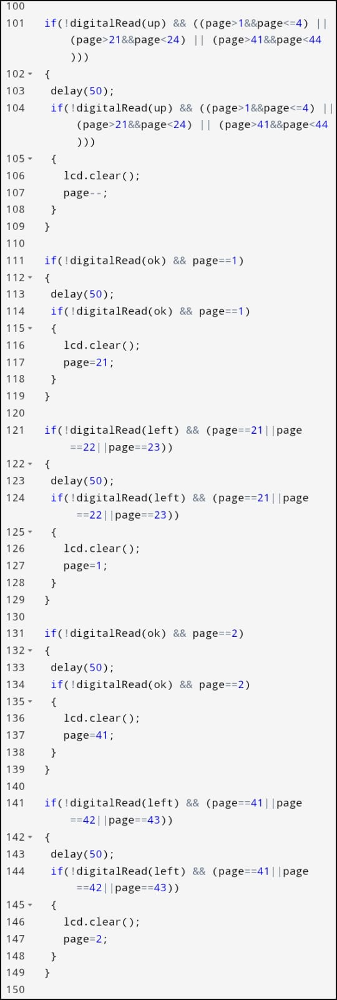 100
101 if(!digitalRead(up) && ((page>1&&page<=4) ||
(page>21&&page<24) || (page>41&&page<44
)))
102 {
103 delay(50);
104 if(!digitalRead(up) && ((page>1&&page<=4) ||
(page>21&&page<24) || (page>41&&page<44
)))
105 {
106 lcd.clear();
107 page--;
108 }
109 }
110
111 if(!digitalRead(ok) && page==1)
112 {
113 delay(50);
114 if(!digitalRead(ok) && page==1)
115 {
116 lcd.clear();
117 page=21;
118 }
119 }
120
121 if(!digitalRead(left) && (page==21||page
==22||page==23))
122 {
123 delay(50);
124 if(!digitalRead(left) && (page==21||page
==22||page==23))
125 {
126 lcd.clear();
127 page=1;
128 }
129 }
130
131 if(!digitalRead(ok) && page==2)
132 {
133 delay(50);
134 if(!digitalRead(ok) && page==2)
135 {
136 lcd.clear();
137 page=41;
138 }
139 }
140
141 if(!digitalRead(left) && (page==41||page
==42||page==43))
142 {
143 delay(50);
144 if(!digitalRead(left) && (page==41||page
==42||page==43))
145 {
146 lcd.clear();
147 page=2;
148 }
149 }
150